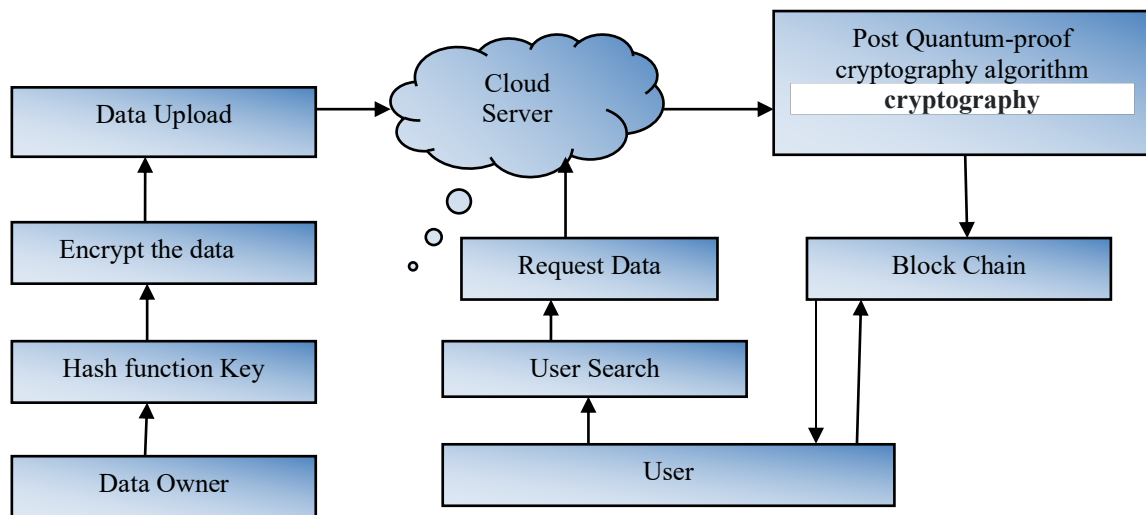 Post Quantum-proof
cryptography algorithm
cryptography
Cloud
Server
Data Upload
Encrypt the data
Request Data
Block Chain
Hash function Key
User Search
Data Owner
User